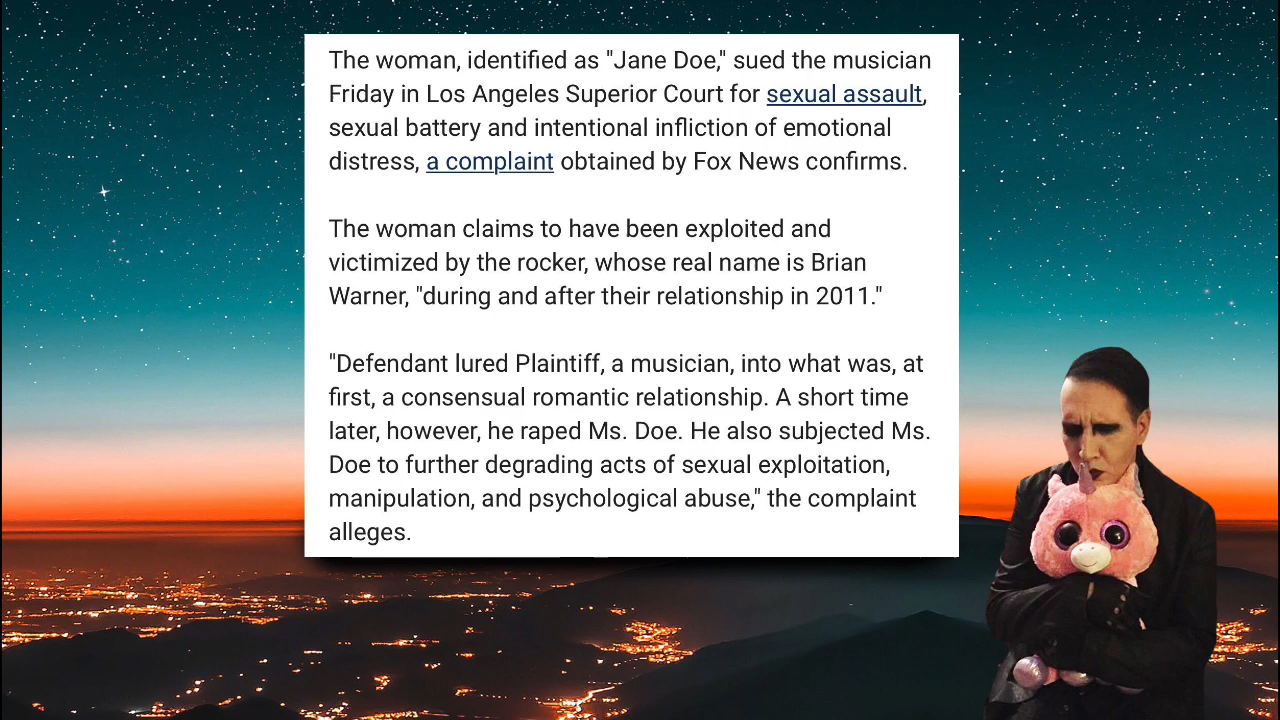 The woman, identified as "Jane Doe," sued the musician
Friday in Los Angeles Superior Court for sexual assault,
sexual battery and intentional infliction of emotional
distress, a complaint obtained by Fox News confirms.
The woman claims to have been exploited and
victimized by the rocker, whose real name is Brian
Warner, "during and after their relationship in 2011."
"Defendant lured Plaintiff, a musician, into what was, at
first, a consensual romantic relationship. A short time
later, however, he raped Ms. Doe. He also subjected Ms.
Doe to further degrading acts of sexual exploitation,
manipulation, and psychological abuse," the complaint
alleges.